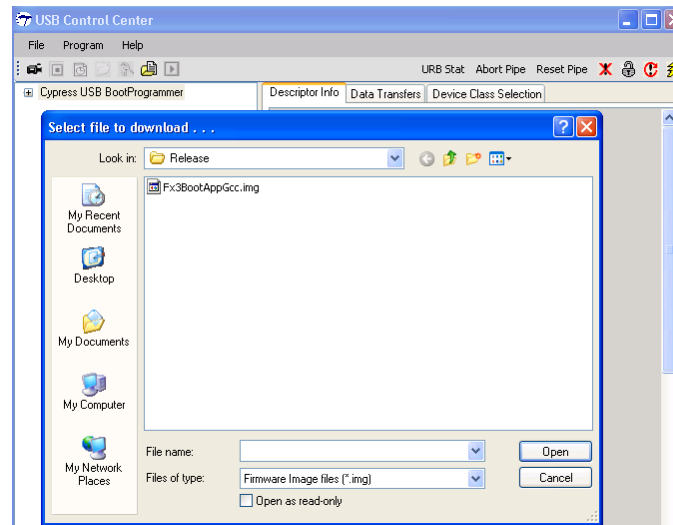 USB Control Center
File Program Help
URB Stat Abort Pipe Reset Pipe
Cypress USB BootProgrammer
Descriptor Info Data Transfers Device Class Selection
Select file to download . . .
Look in: Release
Fx3BootAppGcc.img
My Recent
Documents
Desktop
My Documents
My Computer
My Network
Places
File name: Open
Files of type: Firmware Image files (*.img) Cancel
Open as read-only